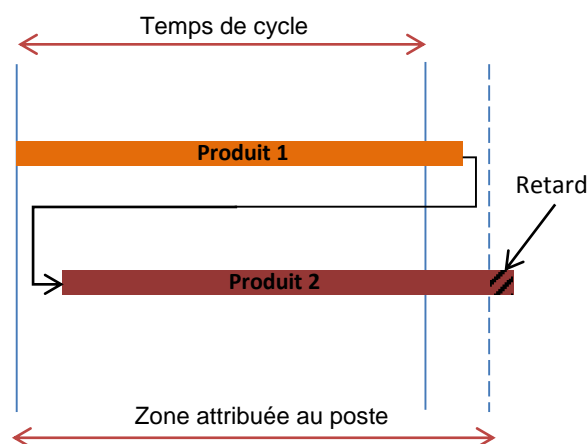 Temps de cycle
Produit 1
Retard
Produit 2
Zone attribuée au poste